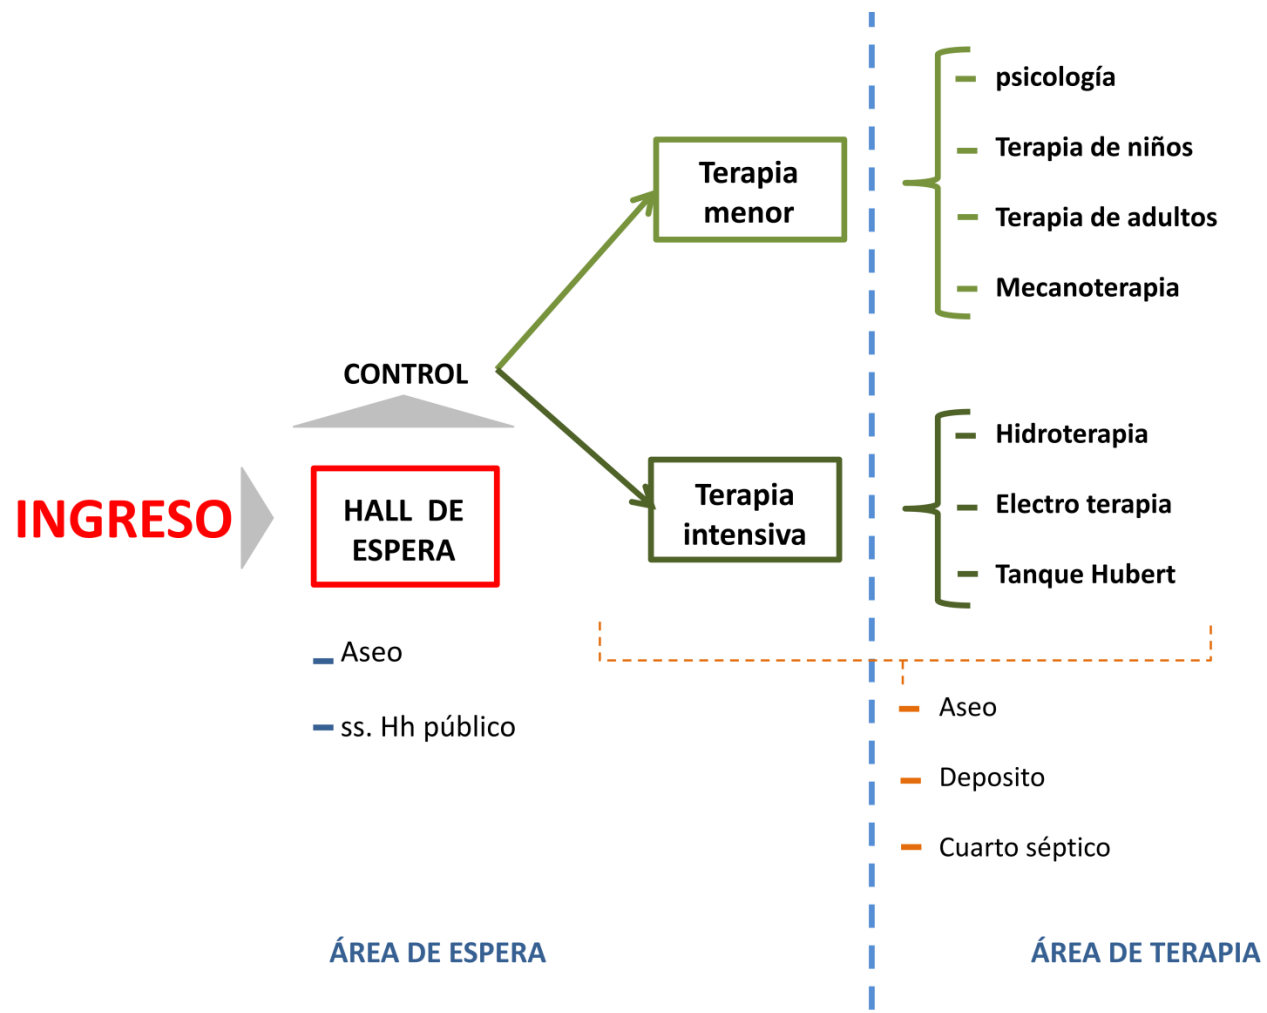 INGRESO
HALL  DE
ESPERA
Aseo
ss. Hh público
CONTROL
Terapia
menor
psicología
Terapia de niños
Terapia de adultos
Mecanoterapia
Terapia
intensiva
Hidroterapia
Electro terapia
Tanque Hubert
Aseo
Deposito
Cuarto séptico
ÁREA DE ESPERA
ÁREA DE TERAPIA